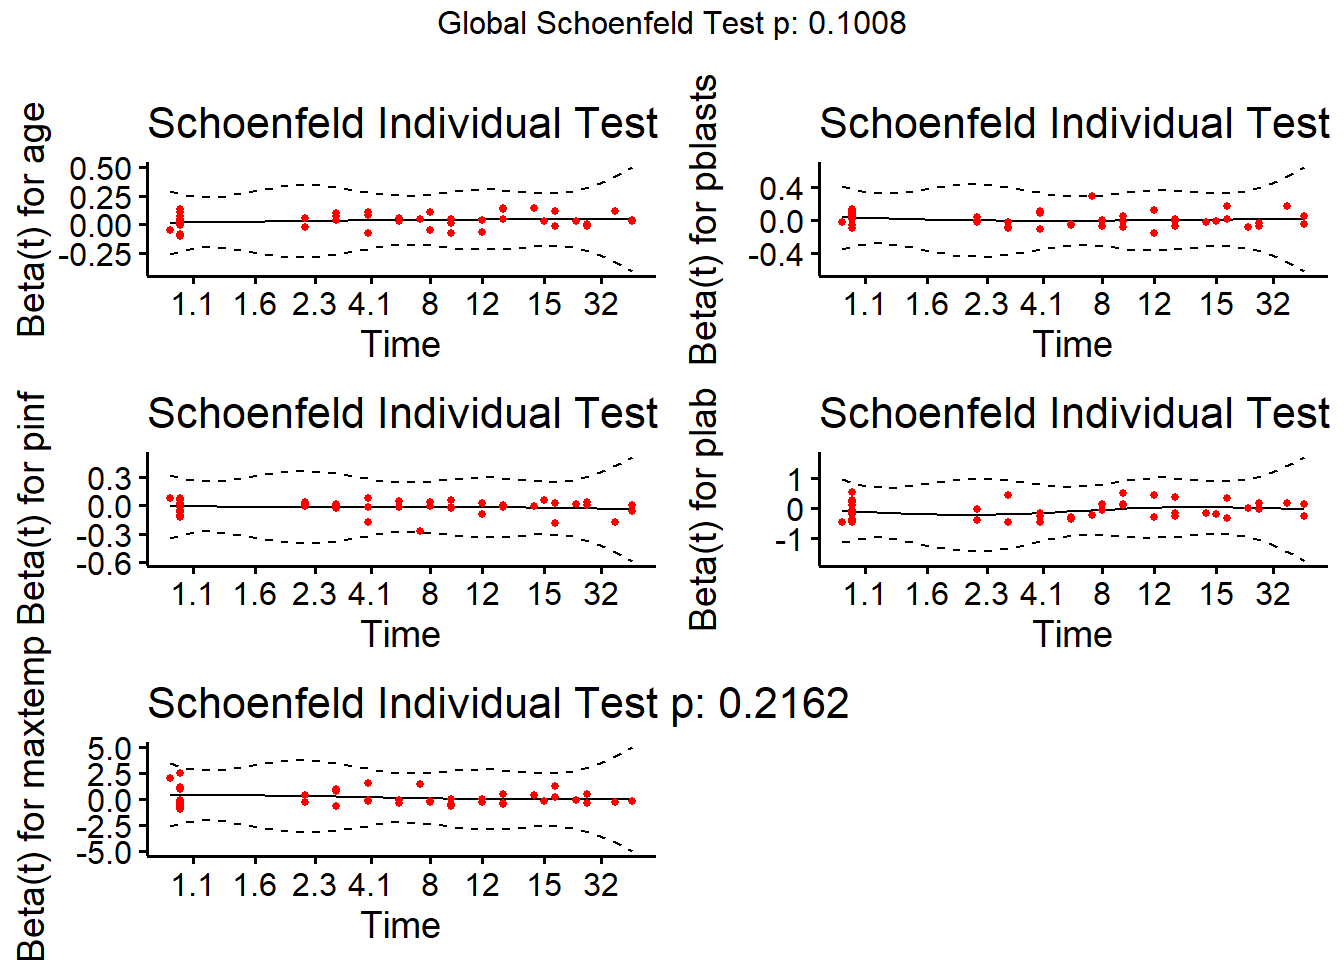 Global Schoenfeld Test p: 0.1008
Schoenfeld Individual Test
Beta(t) for age
0.50
0.25
0.00
-0.25
1.1 1.6 2.3 4.1 8 12 15 32
Time
Schoenfeld Individual Test
Beta(t) for pblasts
0.4
0.0
-0.4
1.1 1.6 2.3 4.1 8 12 15 32
Time
Schoenfeld Individual Test
Beta(t) for pinf
0.3
0.0
-0.3
-0.6
1.1 1.6 2.3 4.1 8 12 15 32
Time
Schoenfeld Individual Test
Beta(t) for plab
1
0
-1
1.1 1.6 2.3 4.1 8 12 15 32
Time
Schoenfeld Individual Test p: 0.2162
Beta(t) for maxtemp
5.0
2.5
0.0
-2.5
-5.0
1.1 1.6 2.3 4.1 8 12 15 32
Time